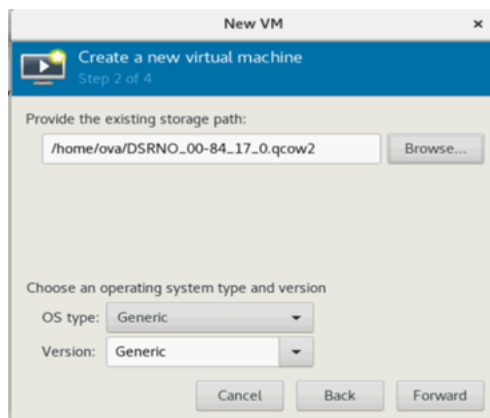 New VM
Create a new virtual machine
Step 2 of 4
Provide the existing storage path:
/home/ova/DSRNO_00-84_17_0.qcow2 Browse...
Choose an operating system type and version
OS type: Generic
Version: Generic
Cancel Back Forward